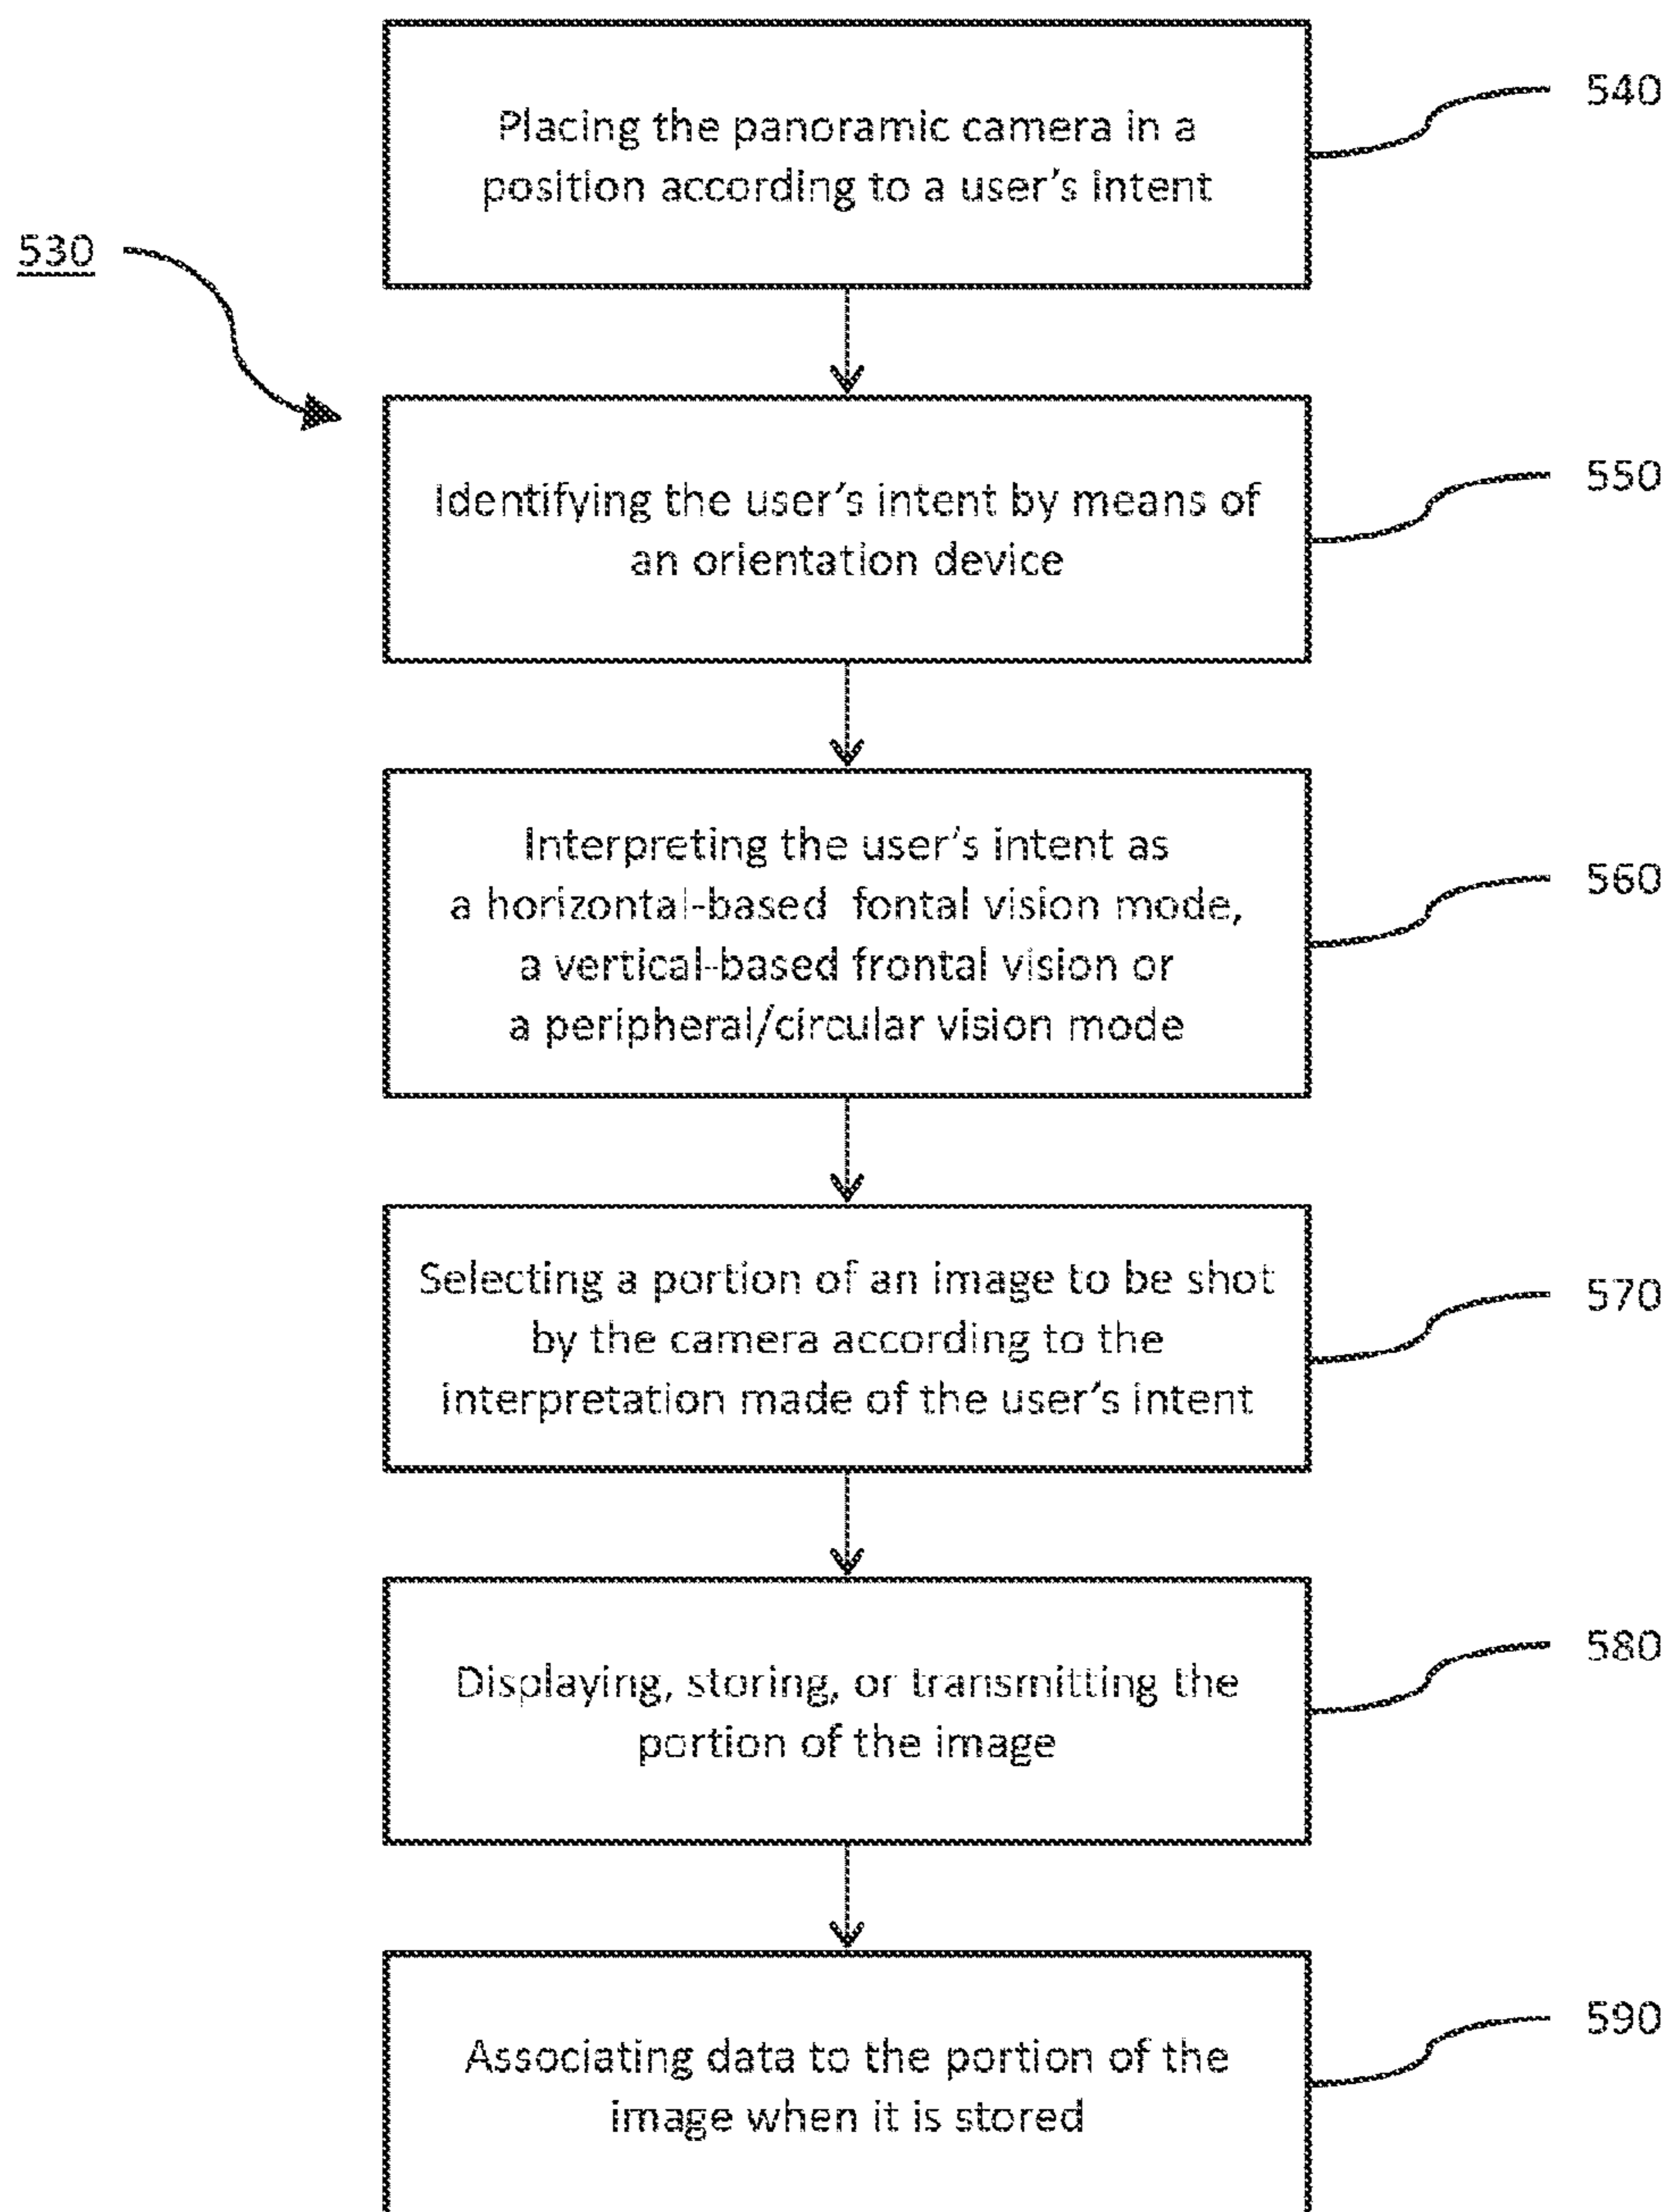 Placing the panoramic camera in a
position according to a user's intent
540
530
Identifying the user's intent by means of
an orientation device
550
Interpreting the user's intent as
a horizontal-based fontal vision mode,
a vertical-based frontal vision or
a peripheral/circular vision mode
560
Selecting a portion of an image to be shot
by the camera according to the
interpretation made of the user's intent
570
Displaying, storing, or transmitting the
portion of the image
580
Associating data to the portion of the
image when it is stored
590